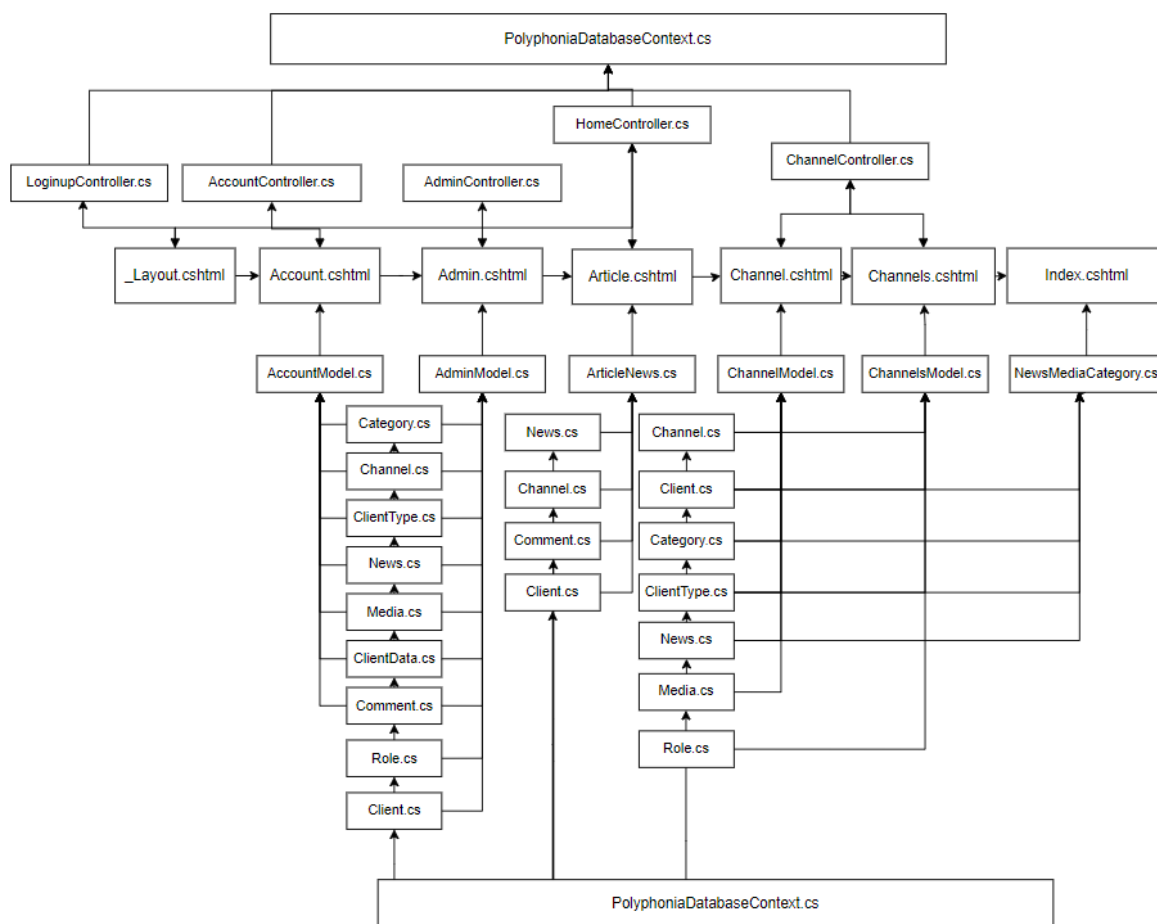 PolyphoniaDatabaseContext.cs
HomeController.cs
ChannelController.cs
LoginupController.cs
AccountController.cs
AdminController.cs
_Layout.cshtml
Account.cshtml
Admin.cshtml
Article.cshtml
Channel.cshtml
Channels.cshtml
Index.cshtml
AccountModel.cs
AdminModel.cs
ArticleNews.cs
ChannelModel.cs
ChannelsModel.cs
NewsMediaCategory.cs
Category.cs
Channel.cs
ClientType.cs
News.cs
Media.cs
ClientData.cs
Comment.cs
Role.cs
Client.cs
News.cs
Channel.cs
Comment.cs
Client.cs
Channel.cs
Client.cs
Category.cs
ClientType.cs
News.cs
Media.cs
Role.cs
PolyphoniaDatabaseContext.cs